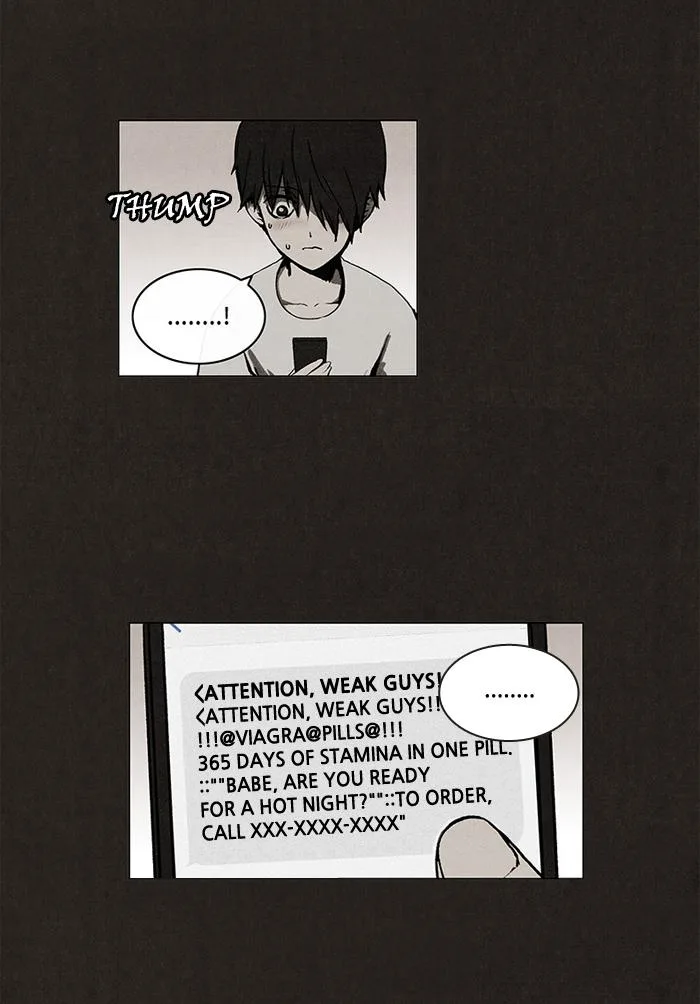 THUMP
.........!
.........
<ATTENTION, WEAK GUYS!
<ATTENTION, WEAK GUYS!!
!!!@VIAGRA@PILLS@!!!
365 DAYS OF STAMINA IN ONE PILL.
::""BABE, ARE YOU READY
FOR A HOT NIGHT?""::TO ORDER,
CALL XXX-XXXX-XXXX"